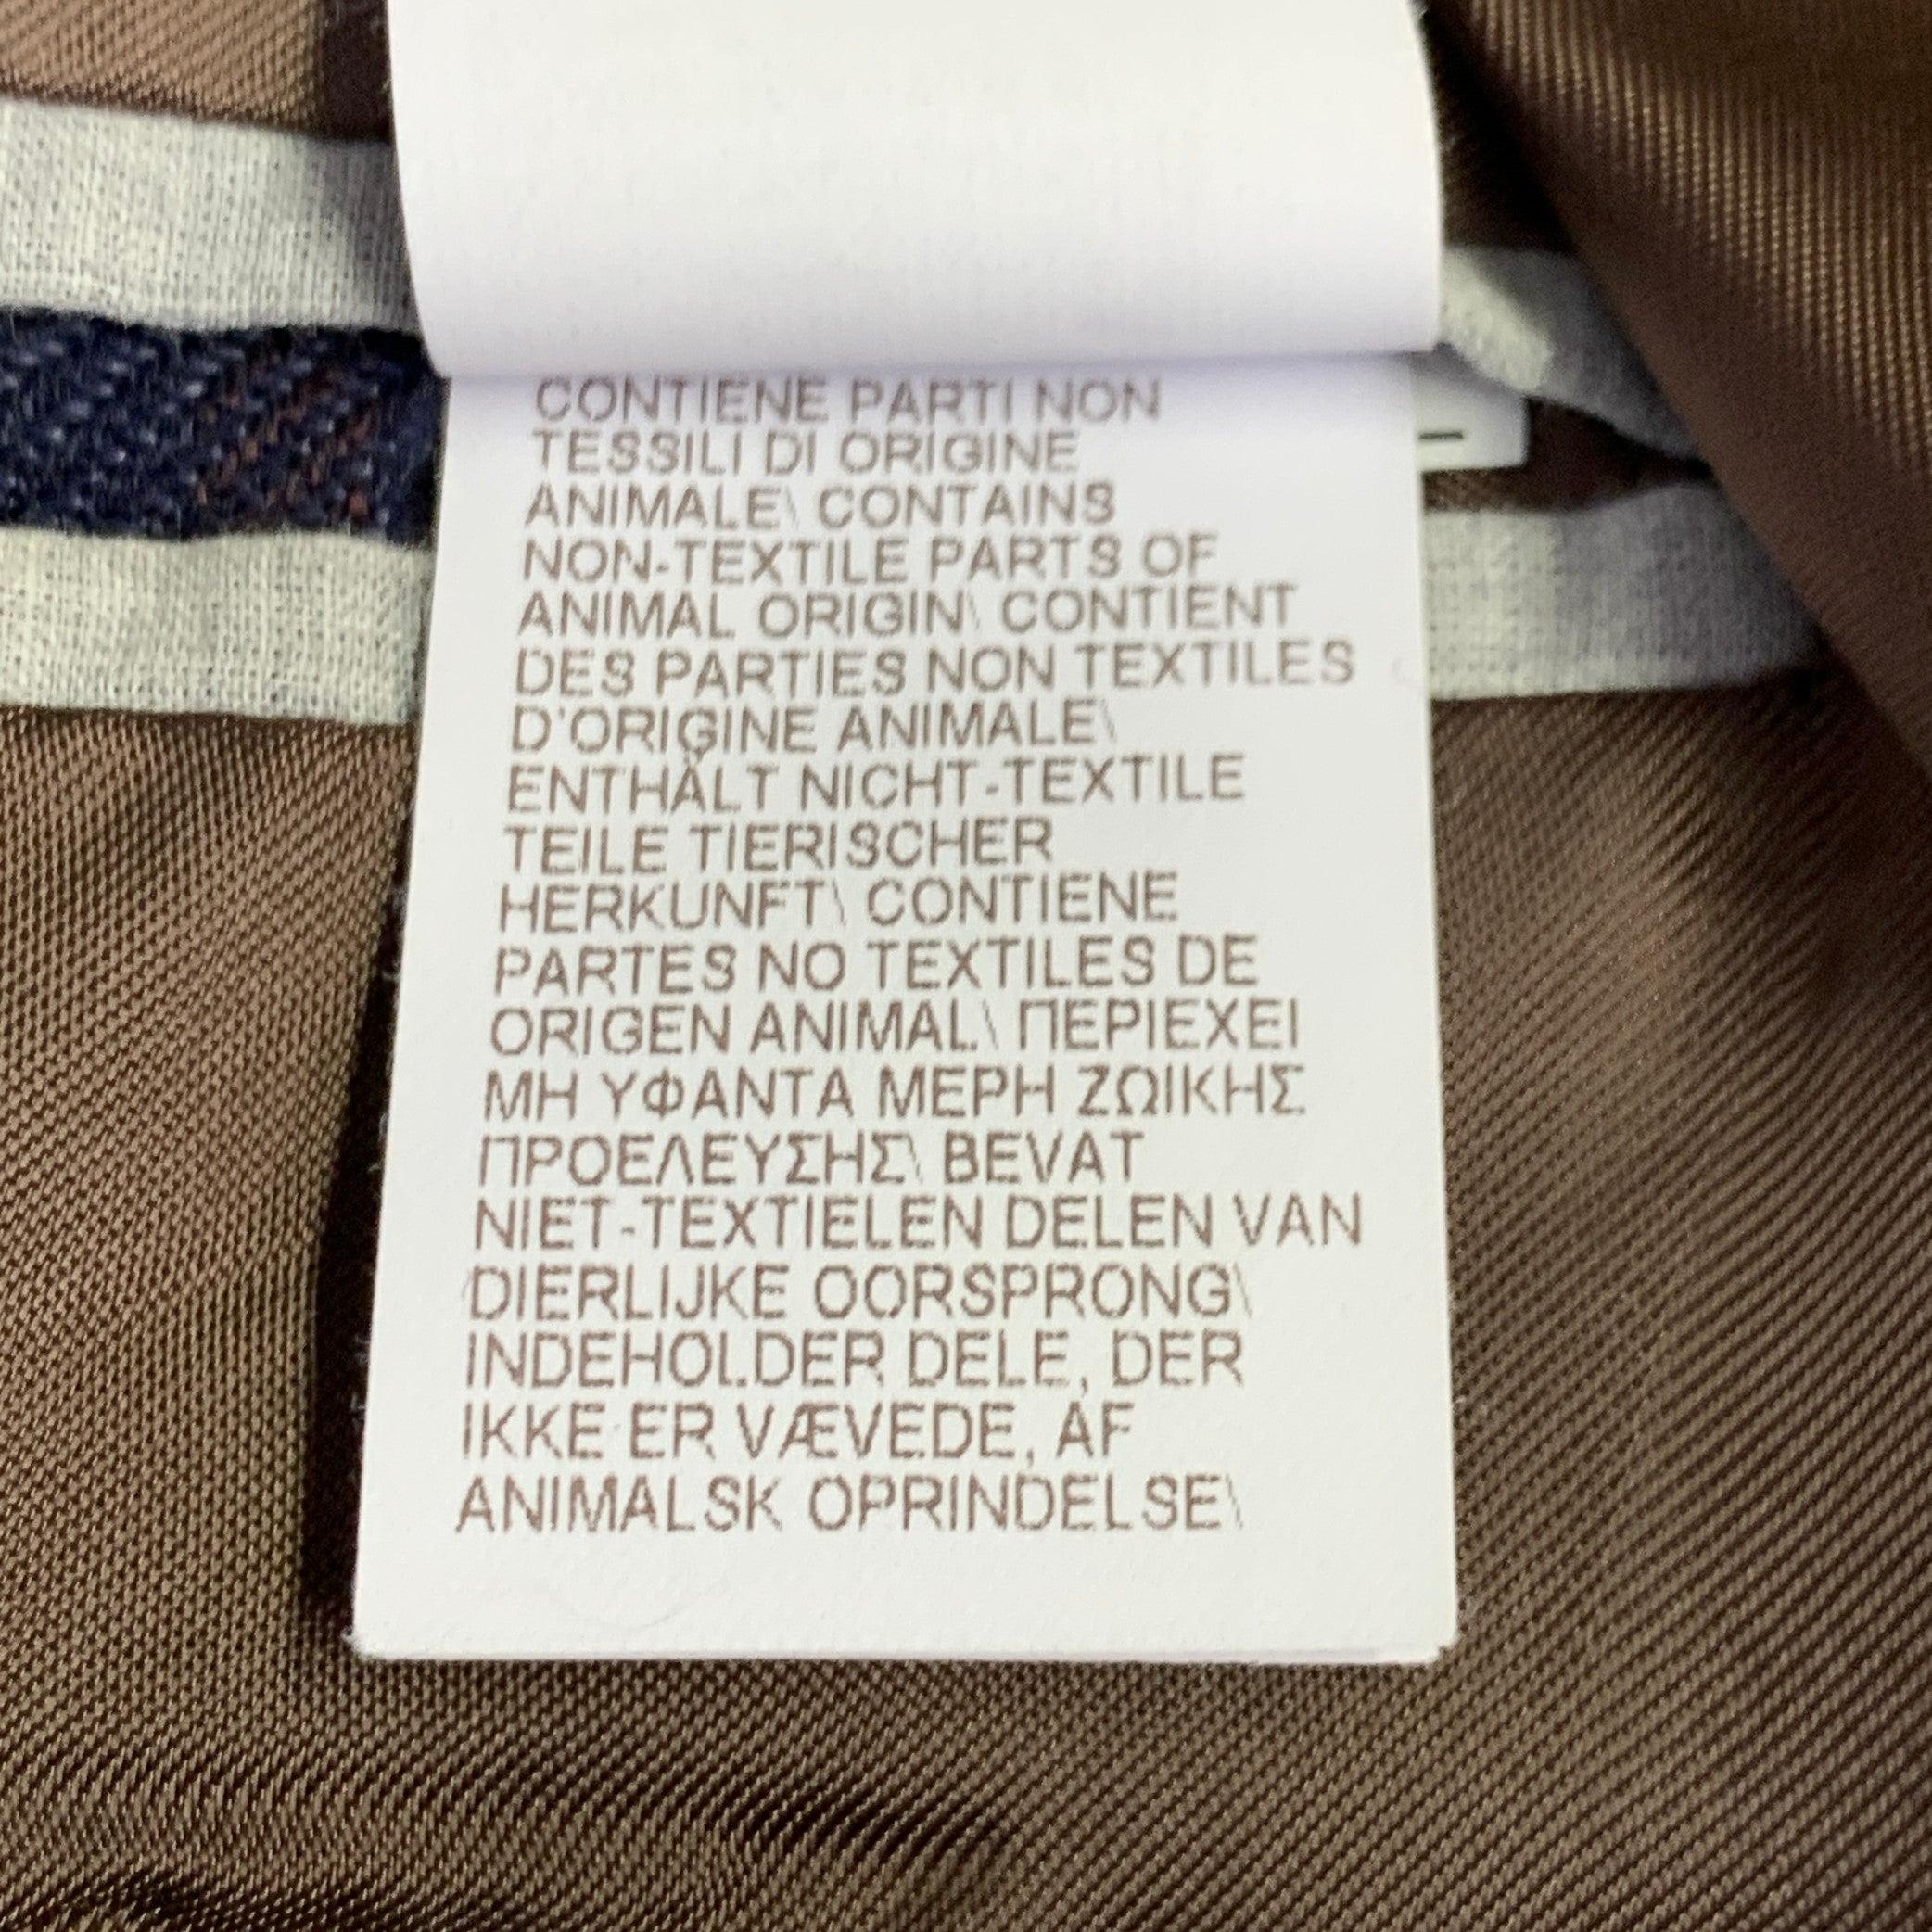 CONTIENE PARTI NON
TESSILI DI ORIGINE
ANIMALE\ CONTAINS
NON-TEXTILE PARTS OF
ANIMAL ORIGIN\ CONTIENT
DES PARTIES NON TEXTILES
D'ORIGINE ANIMALE\
ENTHÄLT NICHT-TEXTILE
TEILE TIERISCHER
HERKUNFT\ CONTIENE
PARTES NO TEXTILES DE
ORIGEN ANIMAL\ ΠΕΡΙΕΧΕΙ
ΜΗ ΥΦΑΝΤΑ ΜΕΡΗ ΖΩΙΚΗΣ
ΠΡΟΕΛΕΥΣΗΣ\ BEVAT
NIET-TEXTIELEN DELEN VAN
DIERLIJKE OORSPRONG\
INDEHOLDER DELE, DER
IKKE ER VÆVEDE, AF
ANIMALSK OPRINDELSE\